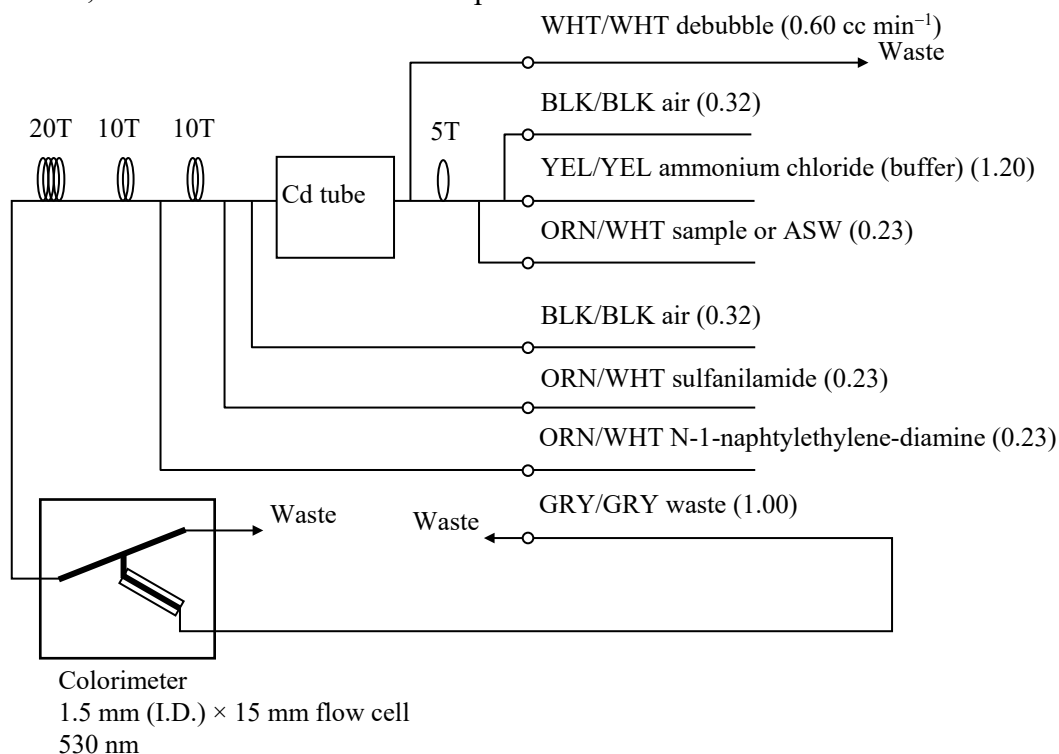 WHT/WHT debubble (0.60 cc min⁻¹)
Waste
BLK/BLK air (0.32)
20T 10T 10T 5T
YEL/YEL ammonium chloride (buffer) (1.20)
Cd tube
ORN/WHT sample or ASW (0.23)
BLK/BLK air (0.32)
ORN/WHT sulfanilamide (0.23)
ORN/WHT N-1-naphtylethylene-diamine (0.23)
GRY/GRY waste (1.00)
Waste
Waste
Colorimeter
1.5 mm (I.D.) × 15 mm flow cell
530 nm